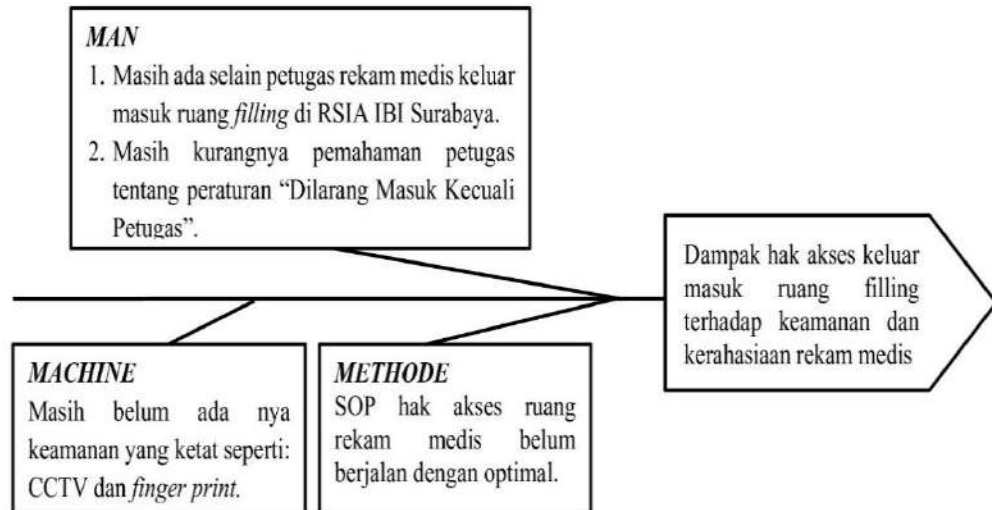 MAN
1. Masih ada selain petugas rekam medis keluar
masuk ruang filling di RSIA IBI Surabaya.
2. Masih kurangnya pemahaman petugas
tentang peraturan “Dilarang Masuk Kecuali
Petugas”.
Dampak hak akses keluar
masuk ruang filling
terhadap keamanan dan
kerahasiaan rekam medis
MACHINE
Masih belum ada nya
keamanan yang ketat seperti:
CCTV dan finger print.
METHODE
SOP hak akses ruang
rekam medis belum
berjalan dengan optimal.